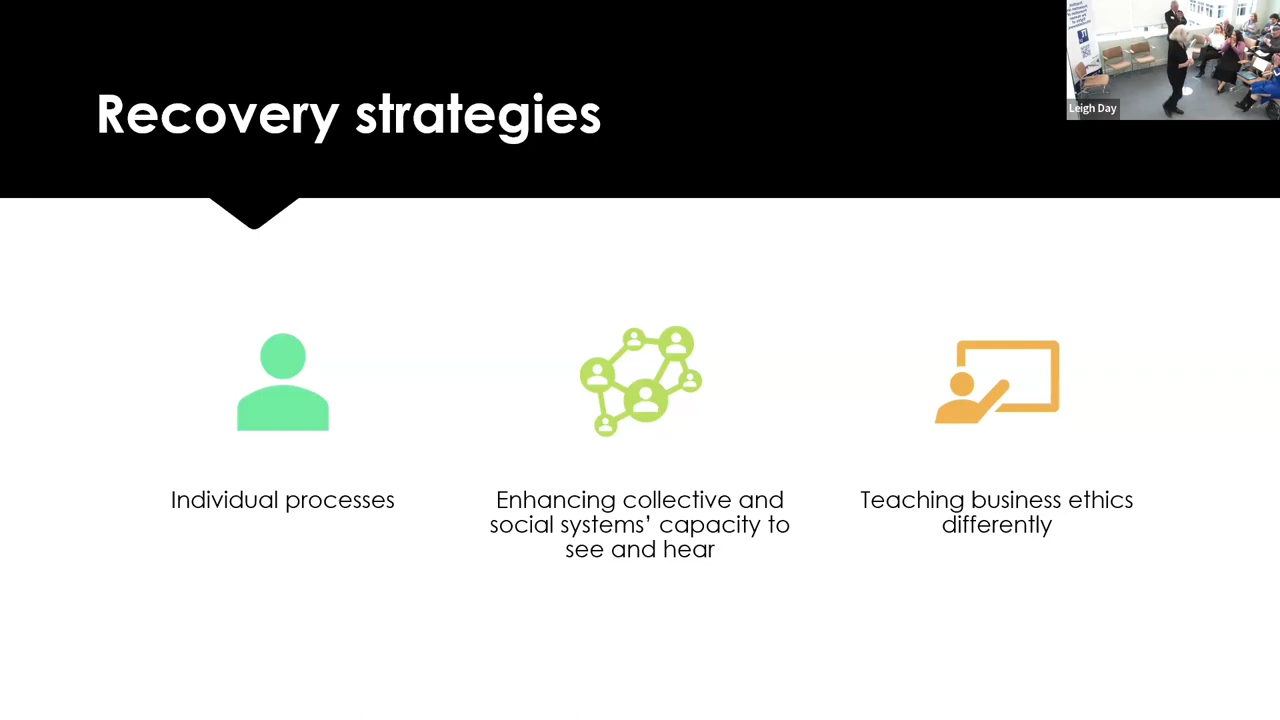 Recovery strategies
Leigh Day
Individual processes
Enhancing collective and
social systems’ capacity to
see and hear
Teaching business ethics
differently